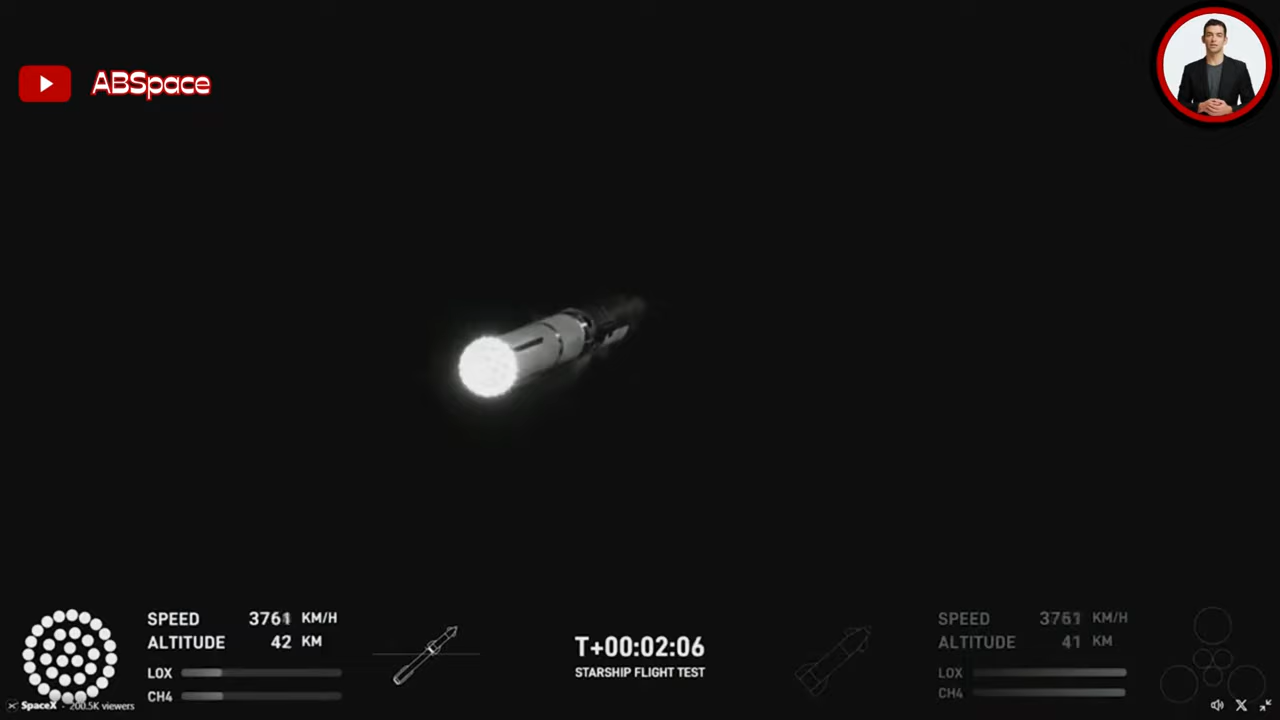 ABSpace
SPEED 3761 KM/H
ALTITUDE 42 KM
LOX
CH4
T+00:02:06
STARSHIP FLIGHT TEST
SPEED 3761 KM/H
ALTITUDE 41 KM
LOX
CH4
X SpaceX · 200.5K viewers